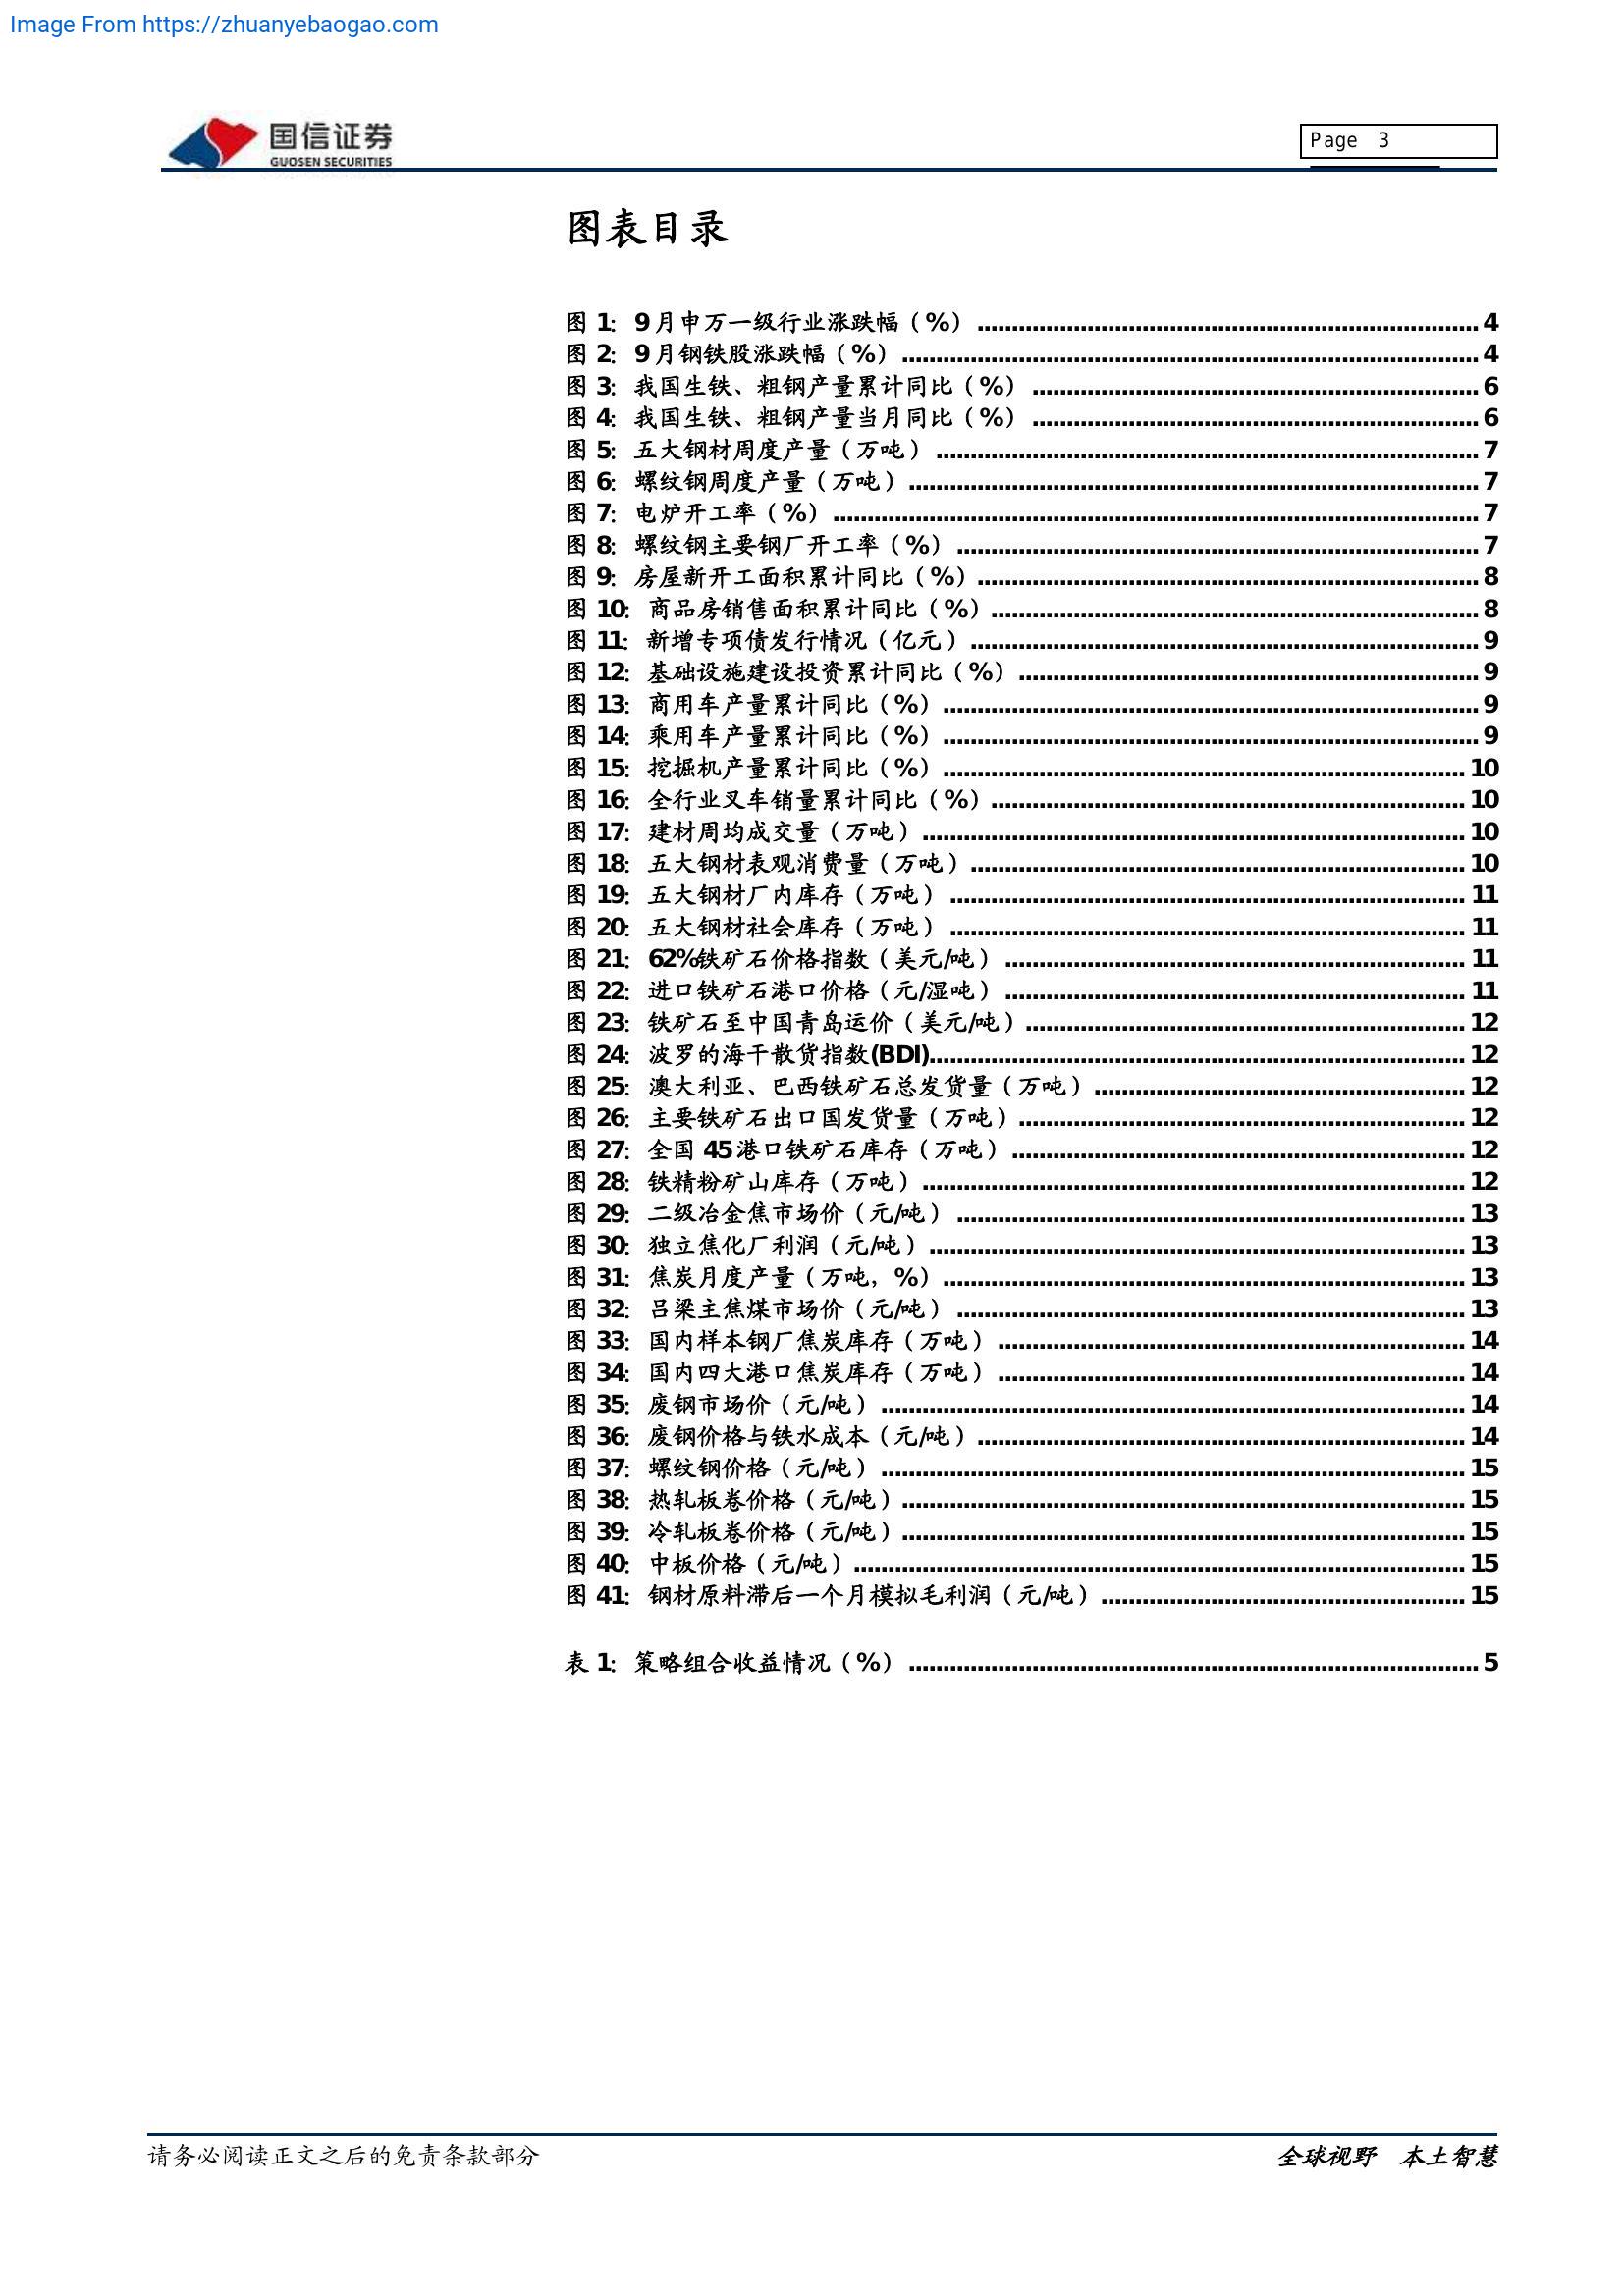 Image From https://zhuanyebaogao.com
国信证券
GUOSEN SECURITIES
Page 3
图表目录
图 1: 9月申万一级行业涨跌幅（%）........4
图 2: 9月钢铁股涨跌幅（%）........4
图 3: 我国生铁、粗钢产量累计同比（%）........6
图 4: 我国生铁、粗钢产量当月同比（%）........6
图 5: 五大钢材周度产量（万吨）........7
图 6: 螺纹钢周度产量（万吨）........7
图 7: 电炉开工率（%）........7
图 8: 螺纹钢主要钢厂开工率（%）........7
图 9: 房屋新开工面积累计同比（%）........8
图 10: 商品房销售面积累计同比（%）........8
图 11: 新增专项债发行情况（亿元）........9
图 12: 基础设施建设投资累计同比（%）........9
图 13: 商用车产量累计同比（%）........9
图 14: 乘用车产量累计同比（%）........9
图 15: 挖掘机产量累计同比（%）........10
图 16: 全行业叉车销量累计同比（%）........10
图 17: 建材周均成交量（万吨）........10
图 18: 五大钢材表观消费量（万吨）........10
图 19: 五大钢材厂内库存（万吨）........11
图 20: 五大钢材社会库存（万吨）........11
图 21: 62%铁矿石价格指数（美元/吨）........11
图 22: 进口铁矿石港口价格（元/湿吨）........11
图 23: 铁矿石至中国青岛运价（美元/吨）........12
图 24: 波罗的海干散货指数(BDI)........12
图 25: 澳大利亚、巴西铁矿石总发货量（万吨）........12
图 26: 主要铁矿石出口国发货量（万吨）........12
图 27: 全国 45港口铁矿石库存（万吨）........12
图 28: 铁精粉矿山库存（万吨）........12
图 29: 二级冶金焦市场价（元/吨）........13
图 30: 独立焦化厂利润（元/吨）........13
图 31: 焦炭月度产量（万吨，%）........13
图 32: 吕梁主焦煤市场价（元/吨）........13
图 33: 国内样本钢厂焦炭库存（万吨）........14
图 34: 国内四大港口焦炭库存（万吨）........14
图 35: 废钢市场价（元/吨）........14
图 36: 废钢价格与铁水成本（元/吨）........14
图 37: 螺纹钢价格（元/吨）........15
图 38: 热轧板卷价格（元/吨）........15
图 39: 冷轧板卷价格（元/吨）........15
图 40: 中板价格（元/吨）........15
图 41: 钢材原料滞后一个月模拟毛利润（元/吨）........15
表 1: 策略组合收益情况（%）........5
请务必阅读正文之后的免责条款部分
全球视野 本土智慧